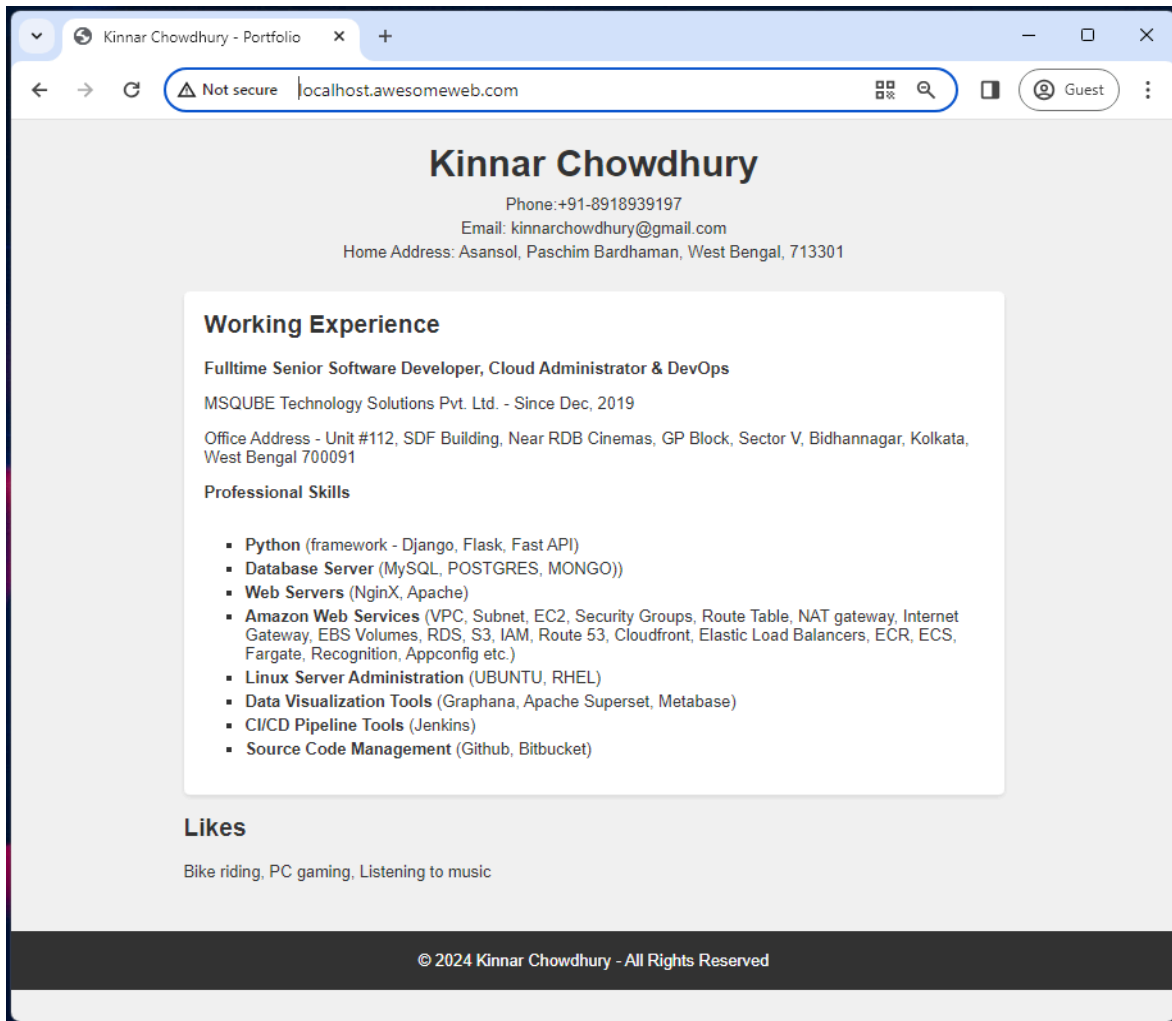 Kinnar Chowdhury - Portfolio
Not secure localhost.awesomeweb.com
Guest
Kinnar Chowdhury
Phone:+91-8918939197
Email: kinnarchowdhury@gmail.com
Home Address: Asansol, Paschim Bardhaman, West Bengal, 713301
Working Experience
Fulltime Senior Software Developer, Cloud Administrator & DevOps
MSQUBE Technology Solutions Pvt. Ltd. - Since Dec, 2019
Office Address - Unit #112, SDF Building, Near RDB Cinemas, GP Block, Sector V, Bidhannagar, Kolkata,
West Bengal 700091
Professional Skills
▪ Python (framework - Django, Flask, Fast API)
▪ Database Server (MySQL, POSTGRES, MONGO))
▪ Web Servers (NginX, Apache)
▪ Amazon Web Services (VPC, Subnet, EC2, Security Groups, Route Table, NAT gateway, Internet
Gateway, EBS Volumes, RDS, S3, IAM, Route 53, Cloudfront, Elastic Load Balancers, ECR, ECS,
Fargate, Recognition, Appconfig etc.)
▪ Linux Server Administration (UBUNTU, RHEL)
▪ Data Visualization Tools (Graphana, Apache Superset, Metabase)
▪ CI/CD Pipeline Tools (Jenkins)
▪ Source Code Management (Github, Bitbucket)
Likes
Bike riding, PC gaming, Listening to music
© 2024 Kinnar Chowdhury - All Rights Reserved